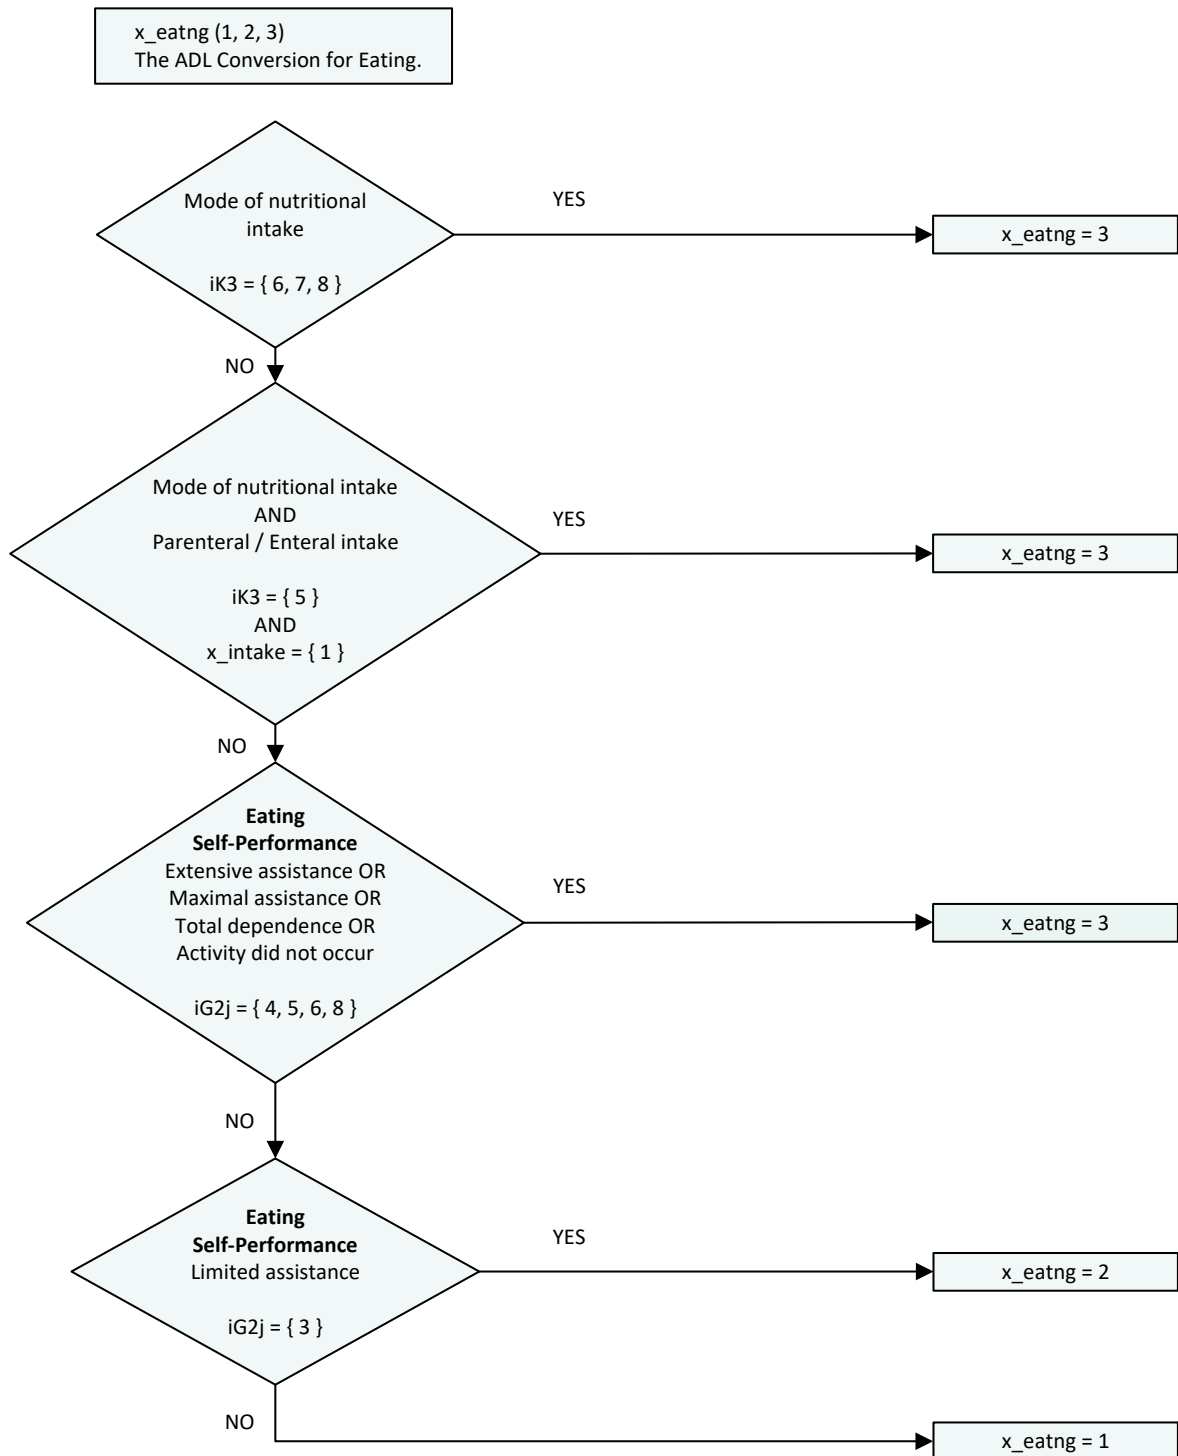 x_eatng (1, 2, 3)
The ADL Conversion for Eating.
Mode of nutritional
intake
iK3 = { 6, 7, 8 }
YES
x_eatng = 3
NO
Mode of nutritional intake
AND
Parenteral / Enteral intake
iK3 = { 5 }
AND
x_intake = { 1 }
YES
x_eatng = 3
NO
Eating
Self-Performance
Extensive assistance OR
Maximal assistance OR
Total dependence OR
Activity did not occur
iG2j = { 4, 5, 6, 8 }
YES
x_eatng = 3
NO
Eating
Self-Performance
Limited assistance
iG2j = { 3 }
YES
x_eatng = 2
NO
x_eatng = 1